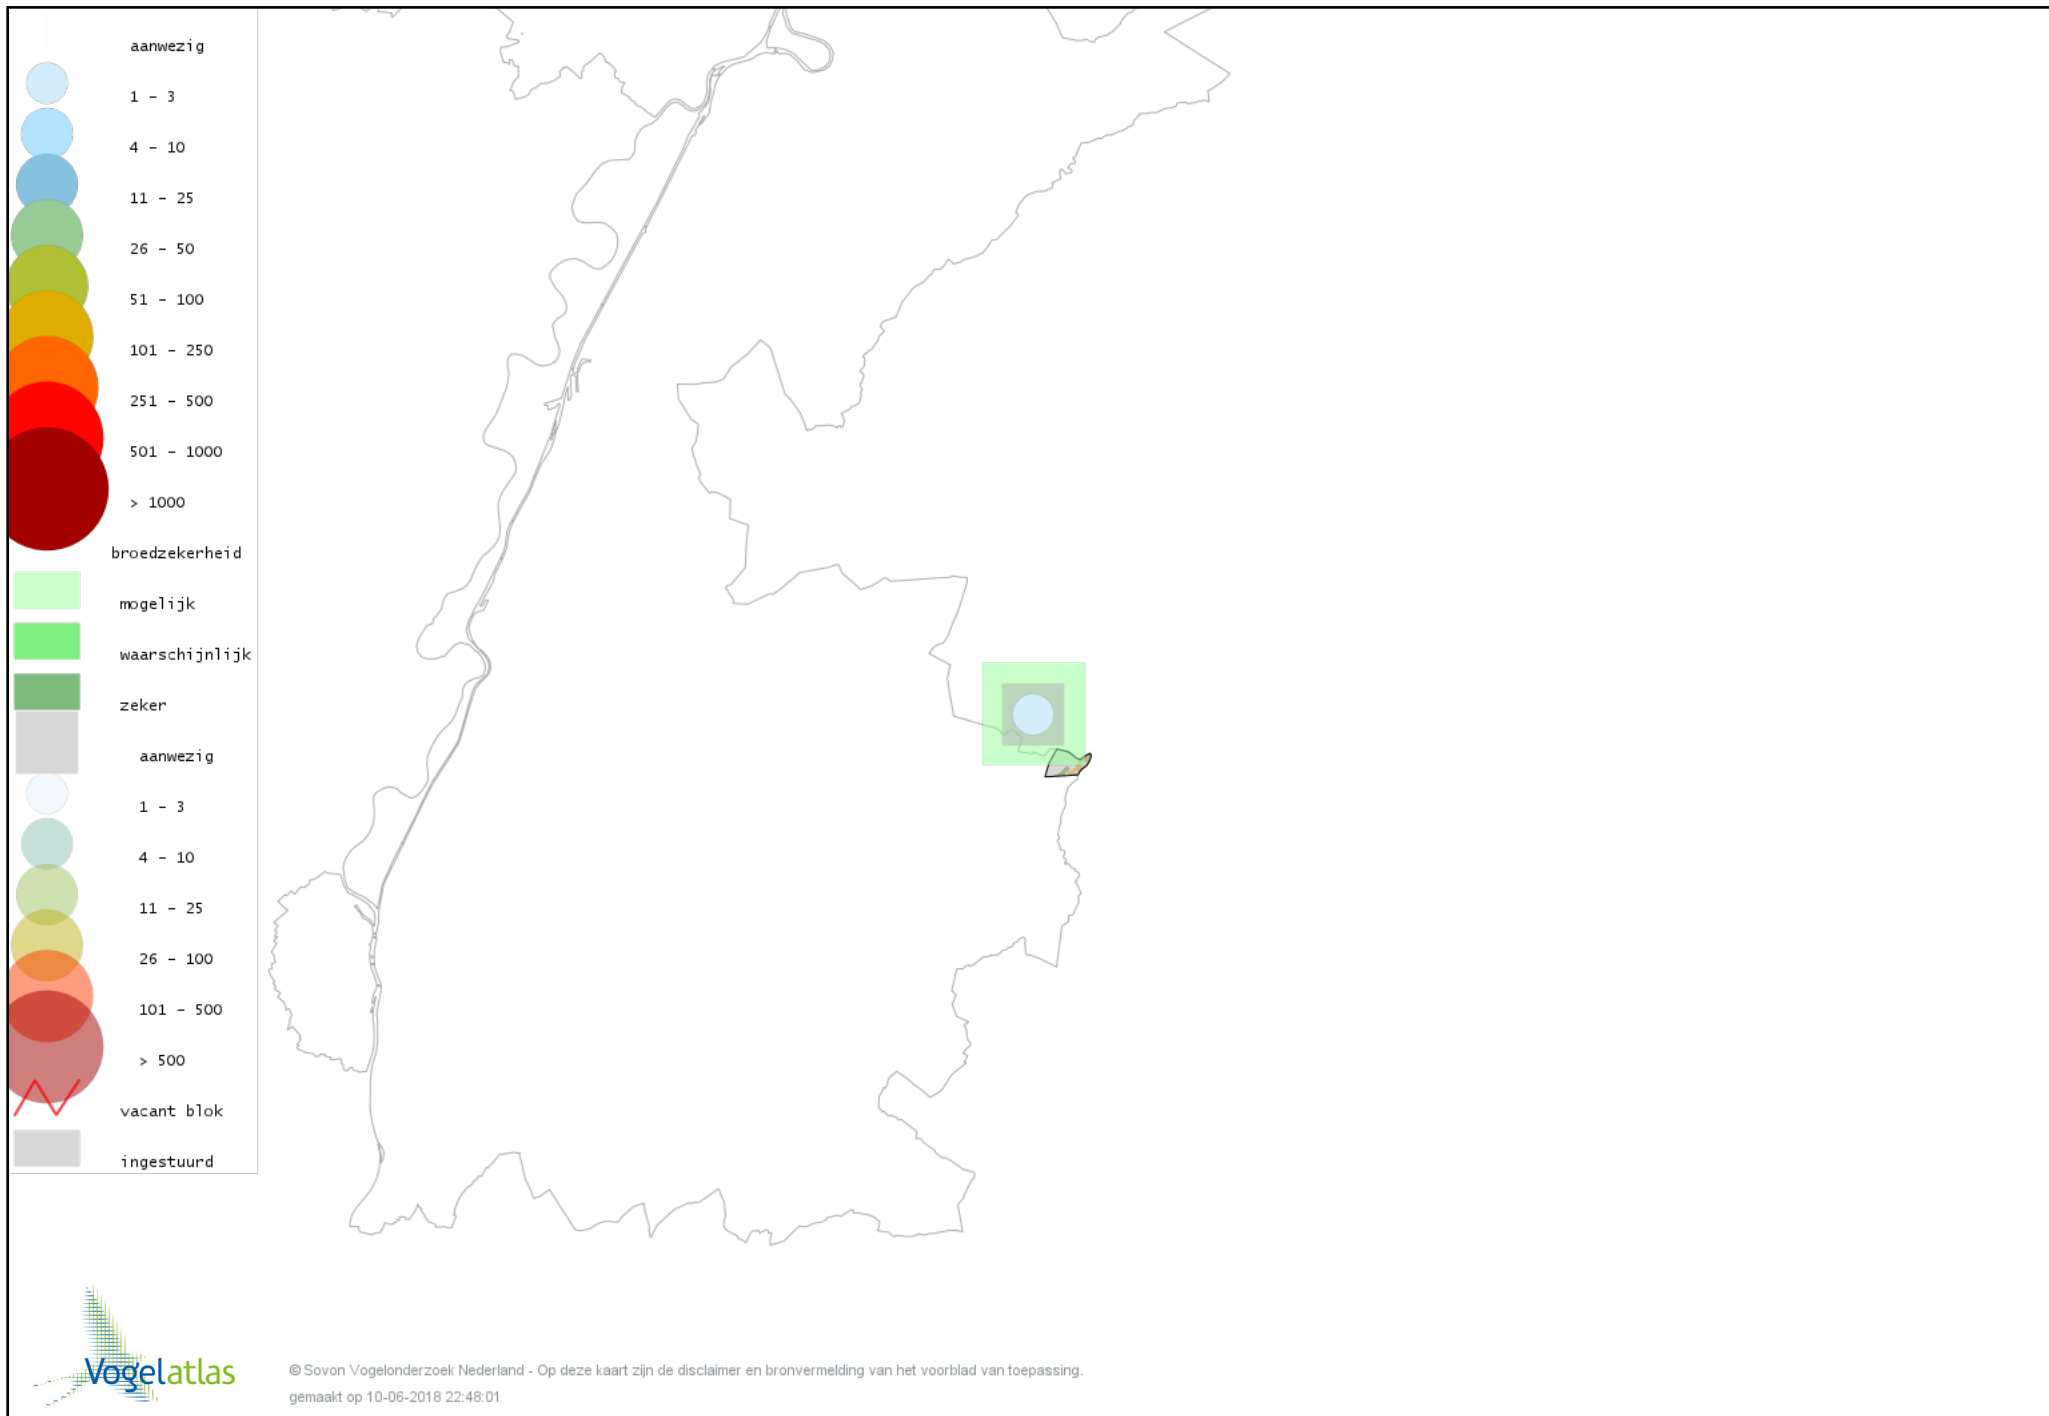 aanwezig
1 - 3
4 - 10
11 - 25
26 - 50
51 - 100
101 - 250
251 - 500
501 - 1000
> 1000
broedzekerheid
mogelijk
waarschijnlijk
zeker
aanwezig
1 - 3
4 - 10
11 - 25
26 - 100
101 - 500
> 500
vacant blok
ingestuurd
Vogelatlas
© Sovon Vogelonderzoek Nederland - Op deze kaart zijn de disclaimer en bronvermelding van het voorblad van toepassing.
gemaakt op 10-06-2018 22:48:01